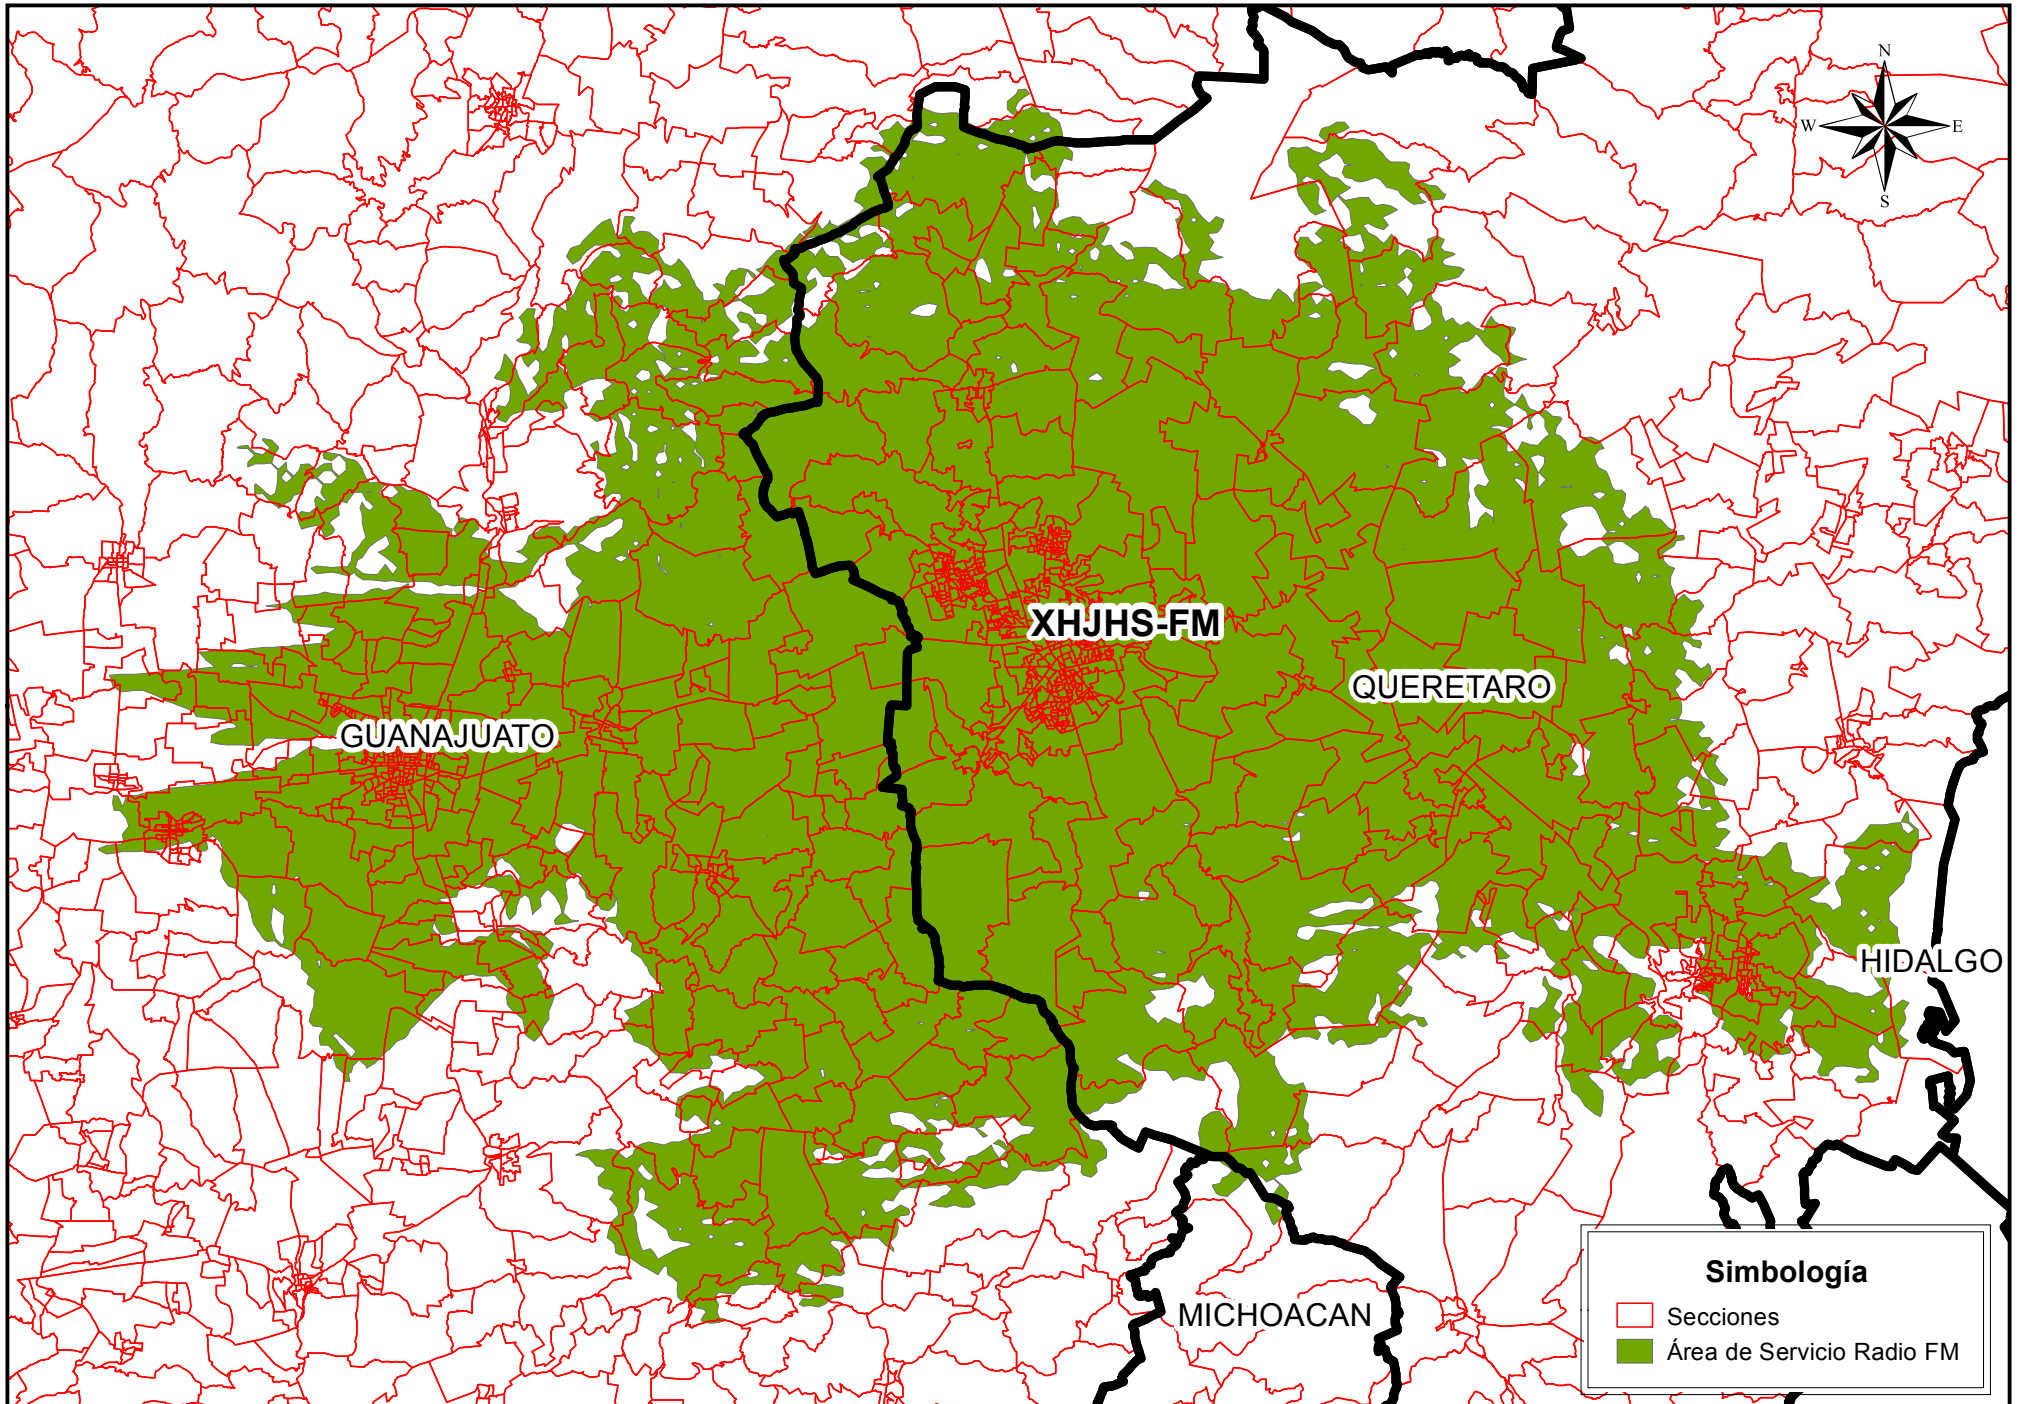 N
W E
S
XHJHS-FM
QUERETARO
GUANAJUATO
HIDALGO
MICHOACAN
Simbología
Secciones
Área de Servicio Radio FM